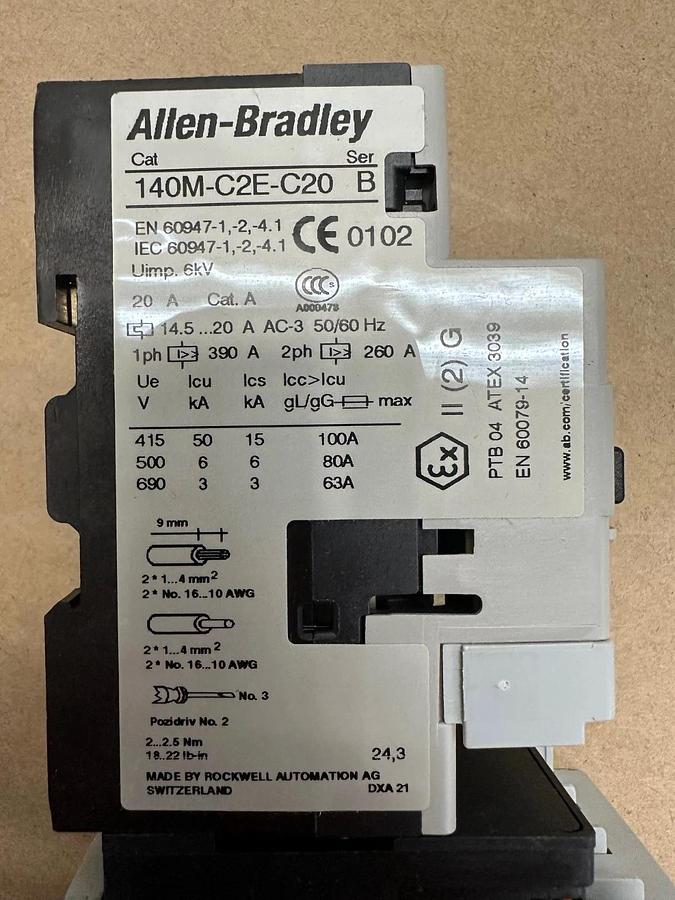 Allen-Bradley
Cat Ser
140M-C2E-C20 B
EN 60947-1,-2,-4.1
IEC 60947-1,-2,-4.1
CE 0102
Uimp. 6kV
CCC S
A000478
20 A Cat. A
14.5 ...20 A AC-3 50/60 Hz
1ph I> 390 A 2ph I> 260 A
Ue Icu Ics Icc>Icu
V kA kA gL/gG max
415 50 15 100A
500 6 6 80A
690 3 3 63A
Ex II (2) G
PTB 04 ATEX 3039
EN 60079-14
www.ab.com/certification
9 mm
2 * 1...4 mm²
2 * No. 16...10 AWG
2 * 1...4 mm²
2 * No. 16...10 AWG
No. 3
Pozidriv No. 2
2...2.5 Nm
18..22 lb-in
24,3
MADE BY ROCKWELL AUTOMATION AG
SWITZERLAND DXA 21